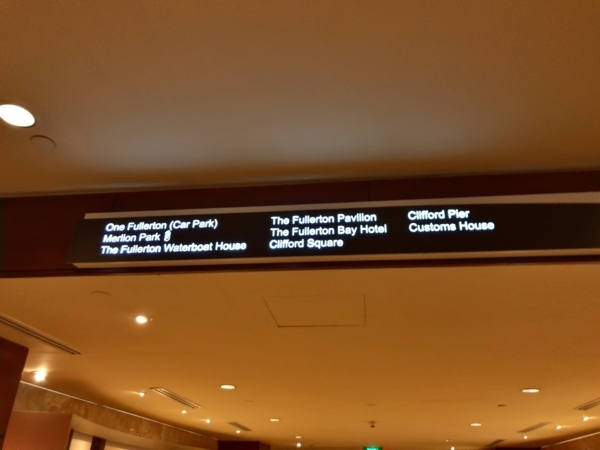 One Fullerton (Car Park)
Merlion Park
The Fullerton Waterboat House
The Fullerton Pavilion
The Fullerton Bay Hotel
Clifford Square
Clifford Pier
Customs House